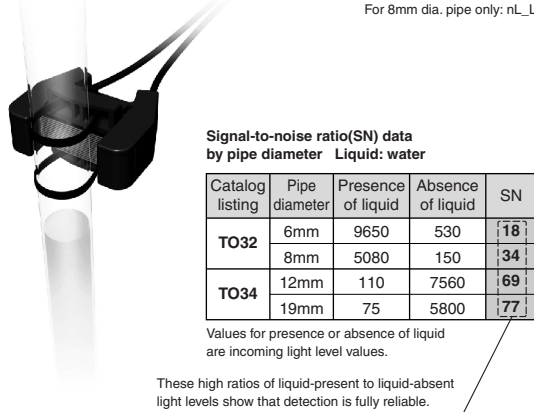 For 8mm dia. pipe only: nL_L
Signal-to-noise ratio(SN) data
by pipe diameter Liquid: water
Catalog listing Pipe diameter Presence of liquid Absence of liquid SN
TO32 6mm 9650 530 18
8mm 5080 150 34
TO34 12mm 110 7560 69
19mm 75 5800 77
Values for presence or absence of liquid
are incoming light level values.
These high ratios of liquid-present to liquid-absent
light levels show that detection is fully reliable.